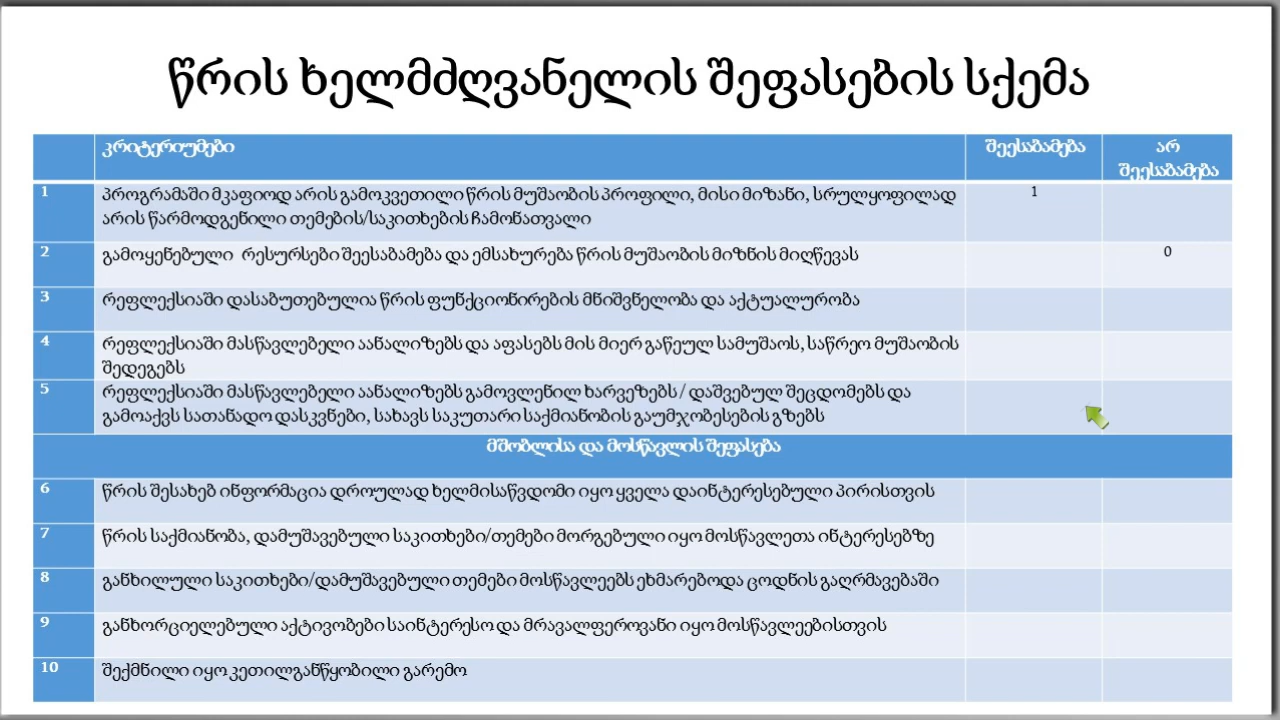 წრის ხელმძღვანელის შეფასების სქემა
კრიტერიუმები შეესაბამება არ
შეესაბამება
1 პროგრამაში მკაფიოდ არის გამოკვეთილი წრის მუშაობის პროფილი, მისი მიზანი, სრულყოფილად 1
არის წარმოდგენილი თემების/საკითხების ჩამონათვალი
2 გამოყენებული რესურსები შეესაბამება და ემსახურება წრის მუშაობის მიზნის მიღწევას 0
3 რეფლექსიაში დასაბუთებულია წრის ფუნქციონირების მნიშვნელობა და აქტუალურობა
4 რეფლექსიაში მასწავლებელი აანალიზებს და აფასებს მის მიერ გაწეულ სამუშაოს, საწრეო მუშაობის
შედეგებს
5 რეფლექსიაში მასწავლებელი აანალიზებს გამოვლენილ ხარვეზებს / დაშვებულ შეცდომებს და
გამოაქვს სათანადო დასკვნები, სახავს საკუთარი საქმიანობის გაუმჯობესების გზებს
მშობლისა და მოსწავლის შეფასება
6 წრის შესახებ ინფორმაცია დროულად ხელმისაწვდომი იყო ყველა დაინტერესებული პირისთვის
7 წრის საქმიანობა, დამუშავებული საკითხები/თემები მორგებული იყო მოსწავლეთა ინტერესებზე
8 განხილული საკითხები/დამუშავებული თემები მოსწავლეებს ეხმარებოდა ცოდნის გაღრმავებაში
9 განხორციელებული აქტივობები საინტერესო და მრავალფეროვანი იყო მოსწავლეებისთვის
10 შექმნილი იყო კეთილგანწყობილი გარემო